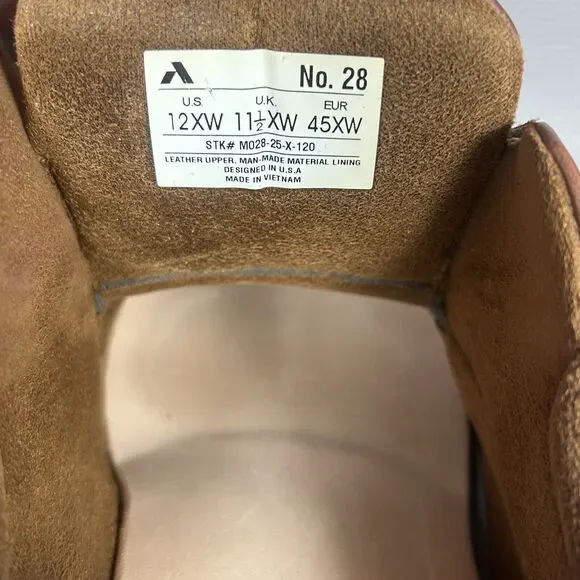 No. 28
U.S. U.K. EUR
12XW 11½XW 45XW
STK# M028-25-X-120
LEATHER UPPER. MAN-MADE MATERIAL LINING
DESIGNED IN U.S.A
MADE IN VIETNAM